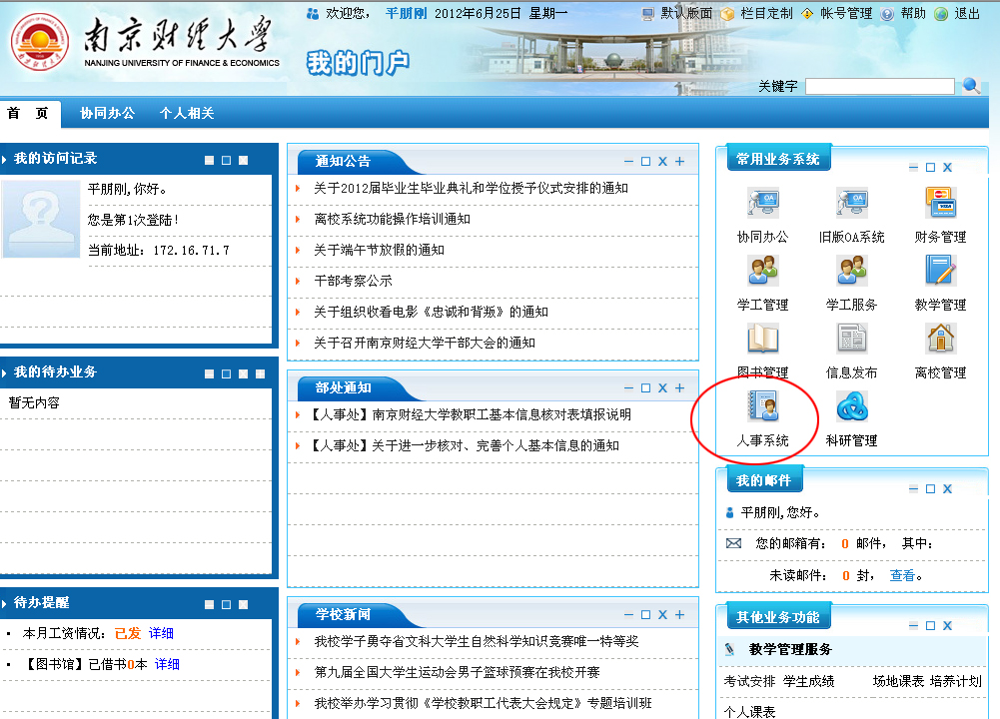 南京财经大学
NANJING UNIVERSITY OF FINANCE & ECONOMICS
欢迎您， 平朋刚 2012年6月25日 星期一
默认版面 栏目定制 帐号管理 帮助 退出
我的门户
关键字
首 页 协同办公 个人相关
我的访问记录
平朋刚,你好。
您是第1次登陆!
当前地址: 172.16.71.7
我的待办业务
暂无内容
待办提醒
本月工资情况: 已发 详细
【图书馆】已借书0本 详细
通知公告
关于2012届毕业生毕业典礼和学位授予仪式安排的通知
离校系统功能操作培训通知
关于端午节放假的通知
干部考察公示
关于组织收看电影《忠诚和背叛》的通知
关于召开南京财经大学干部大会的通知
部处通知
【人事处】南京财经大学教职工基本信息核对表填报说明
【人事处】关于进一步核对、完善个人基本信息的通知
学校新闻
我校学子勇夺省文科大学生自然科学知识竞赛唯一特等奖
第九届全国大学生运动会男子篮球预赛在我校开赛
我校举办学习贯彻《学校教职工代表大会规定》专题培训班
常用业务系统
协同办公 旧版OA系统 财务管理
学工管理 学工服务 教学管理
图书管理 信息发布 离校管理
人事系统 科研管理
我的邮件
平朋刚,您好。
您的邮箱有: 0 邮件， 其中:
未读邮件: 0 封， 查看。
其他业务功能
教学管理服务
考试安排 学生成绩 场地课表 培养计划
个人课表